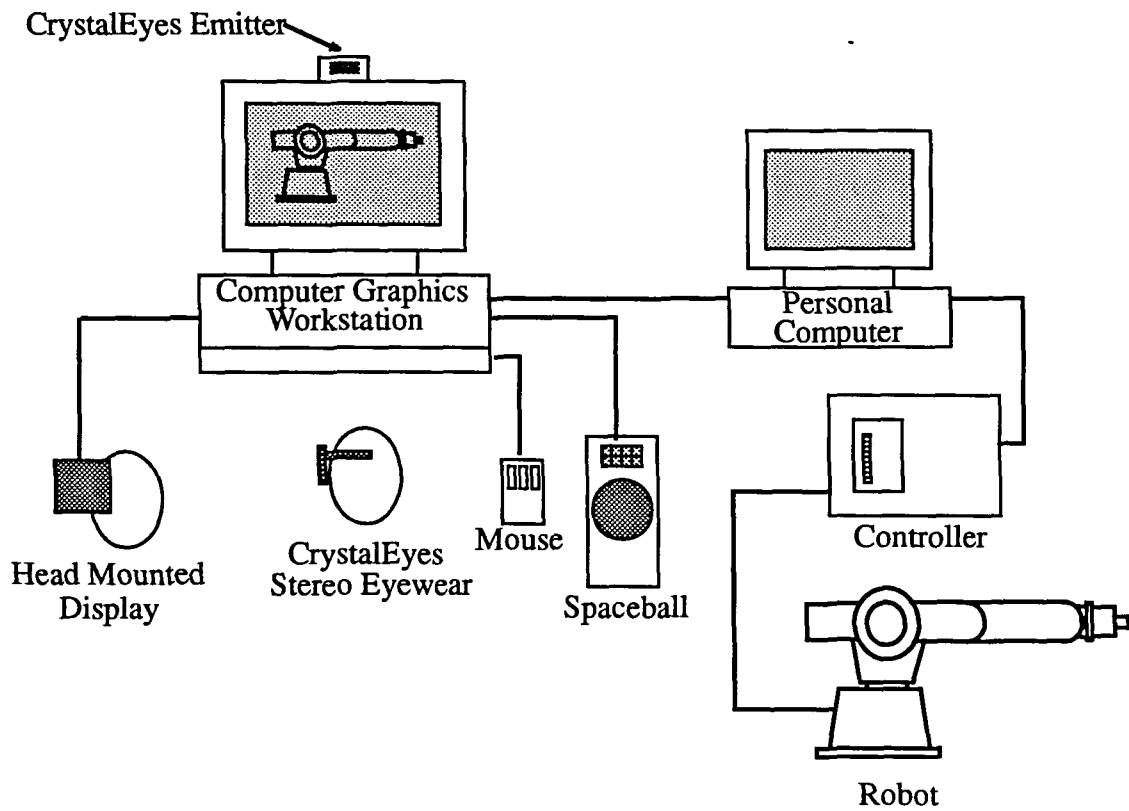 CrystalEyes Emitter
Computer Graphics
Workstation
Personal
Computer
Head Mounted
Display
CrystalEyes
Stereo Eyewear
Mouse
Spaceball
Controller
Robot